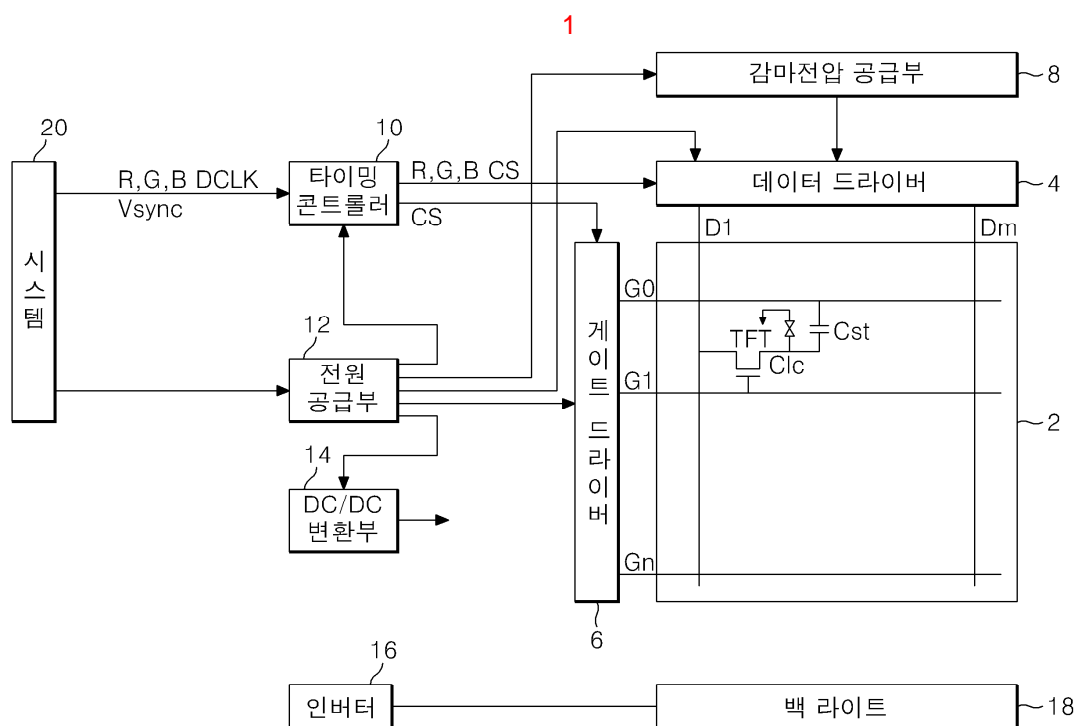 1
감마전압 공급부
8
20
10
R,G,B DCLK
Vsync
타이밍
콘트롤러
R,G,B CS
CS
데이터 드라이버
4
D1
Dm
시스템
G0
TFT
Cst
Clc
12
전원
공급부
G1
게이트 드라이버
2
14
DC/DC
변환부
Gn
6
16
인버터
백 라이트
18